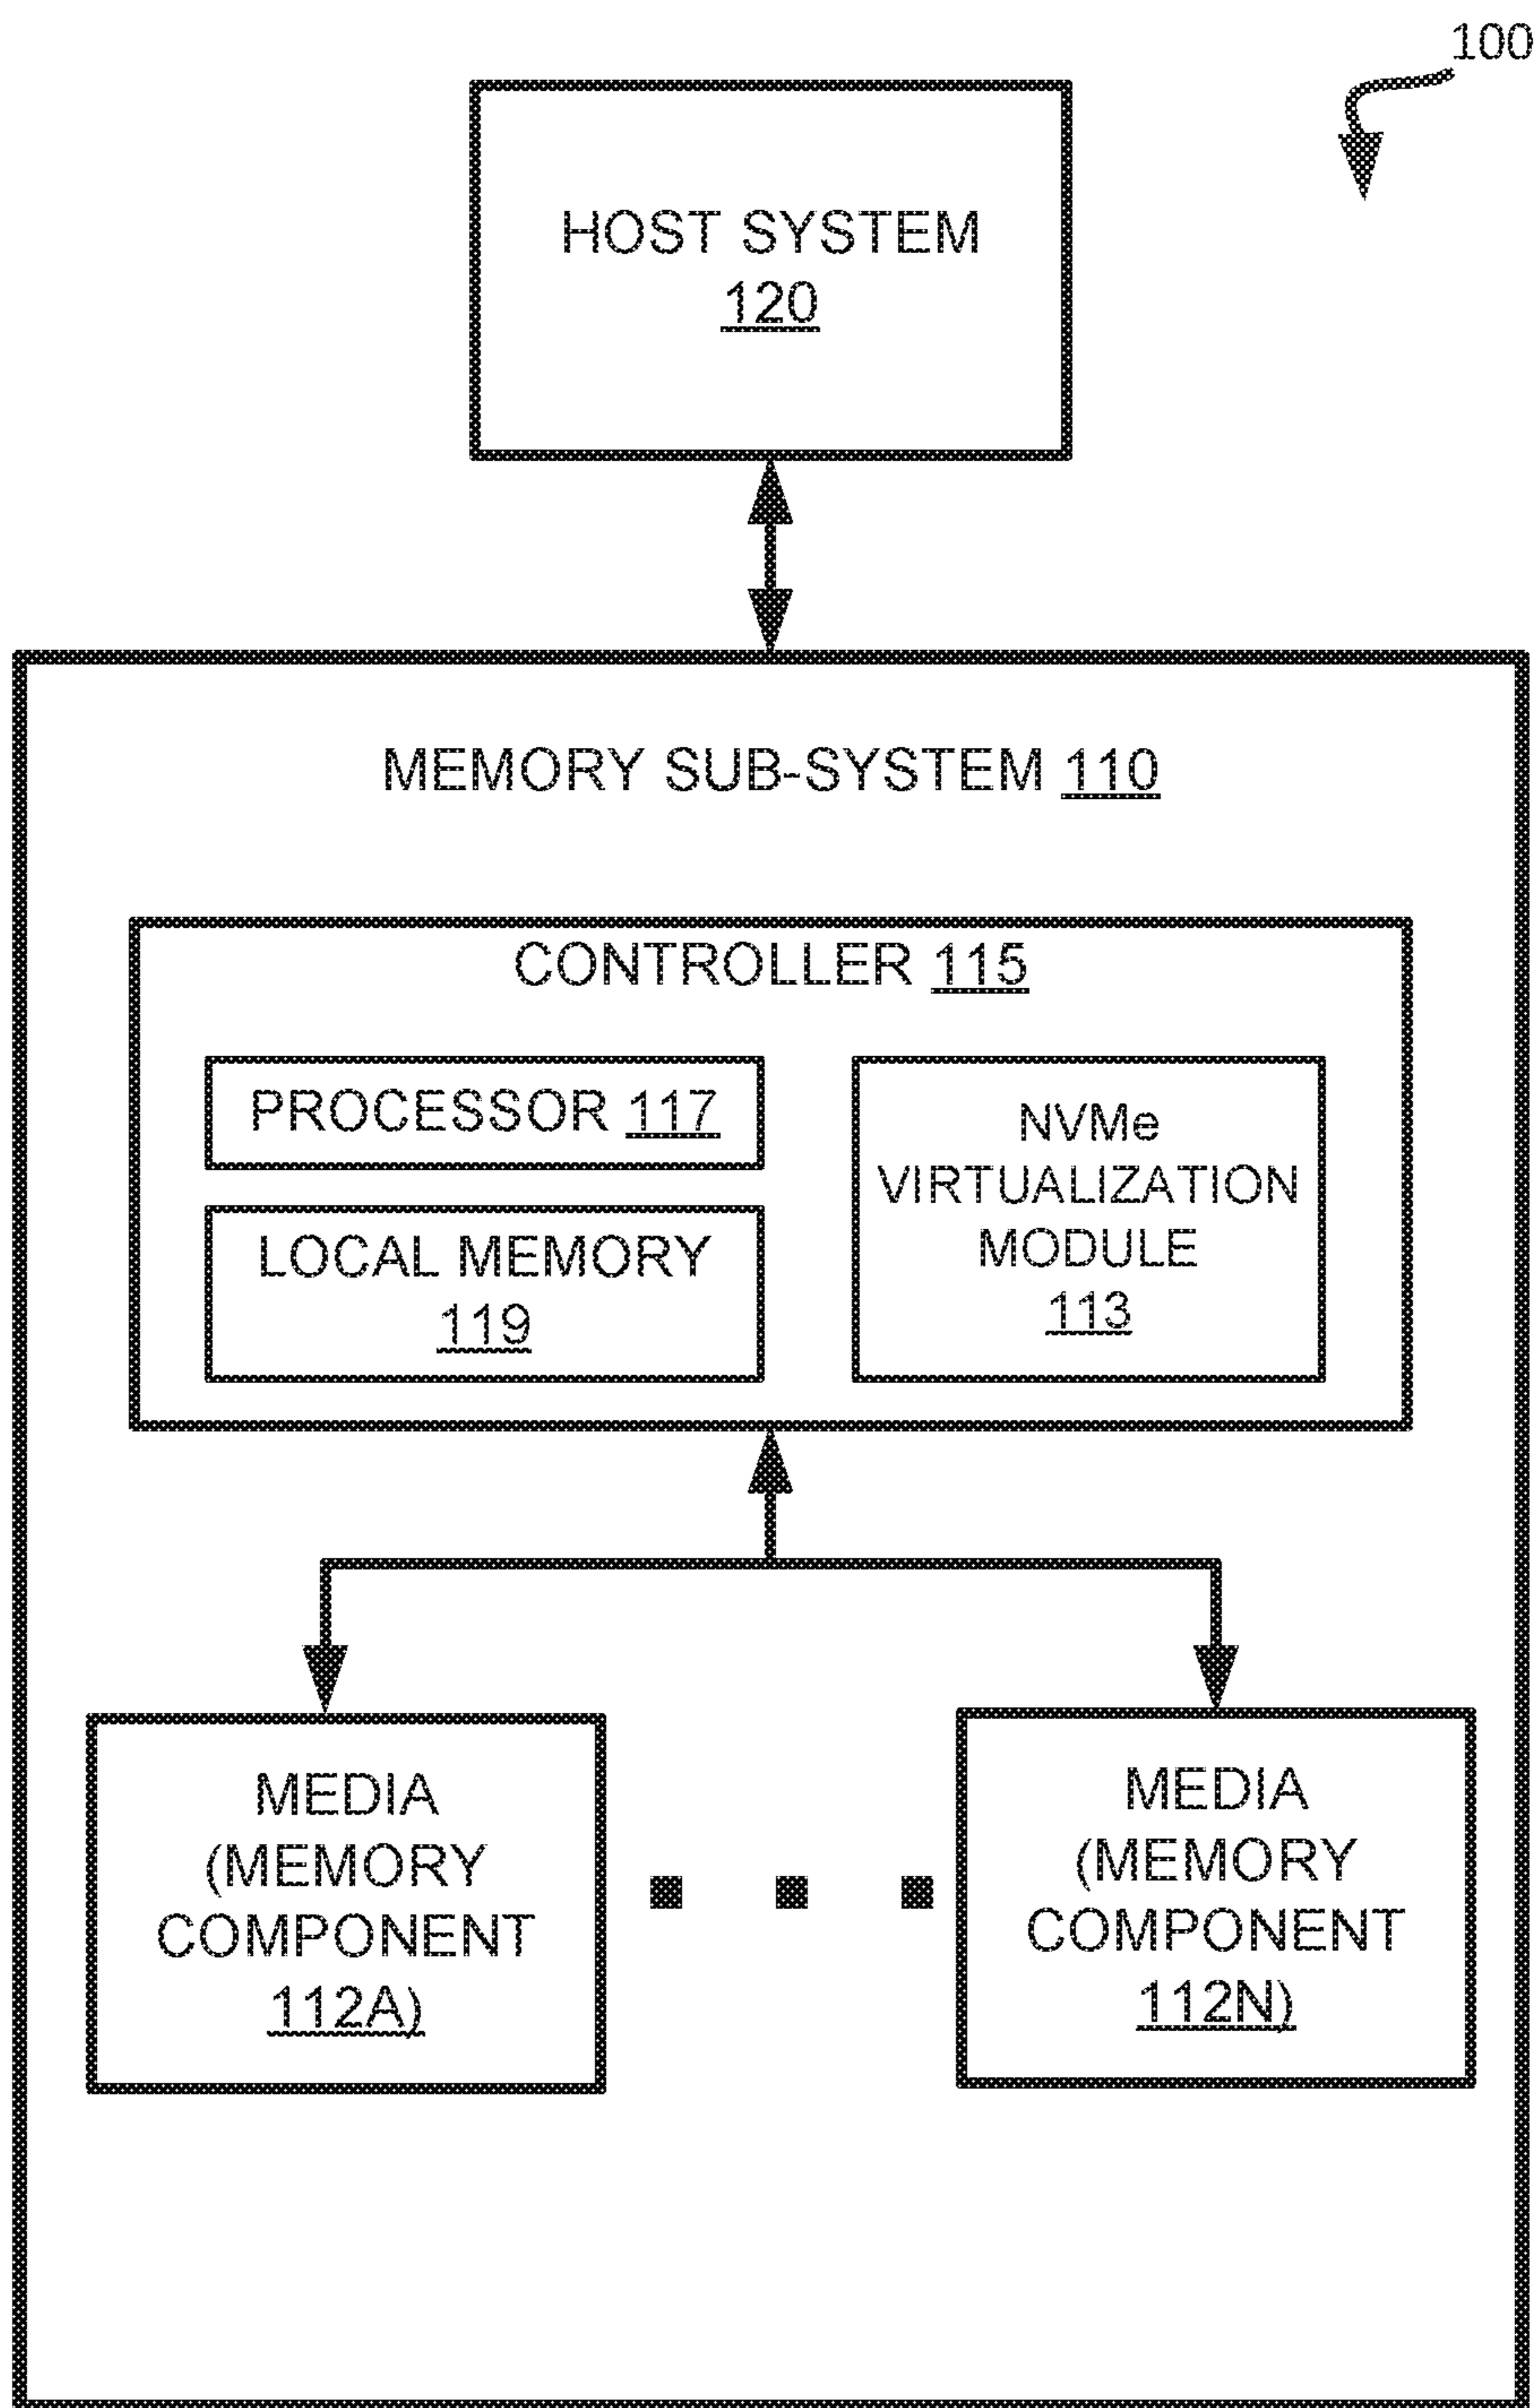 100
HOST SYSTEM
120
MEMORY SUB-SYSTEM 110
CONTROLLER 115
PROCESSOR 117
LOCAL MEMORY
119
NVMe
VIRTUALIZATION
MODULE
113
MEDIA
(MEMORY
COMPONENT
112A)
MEDIA
(MEMORY
COMPONENT
112N)